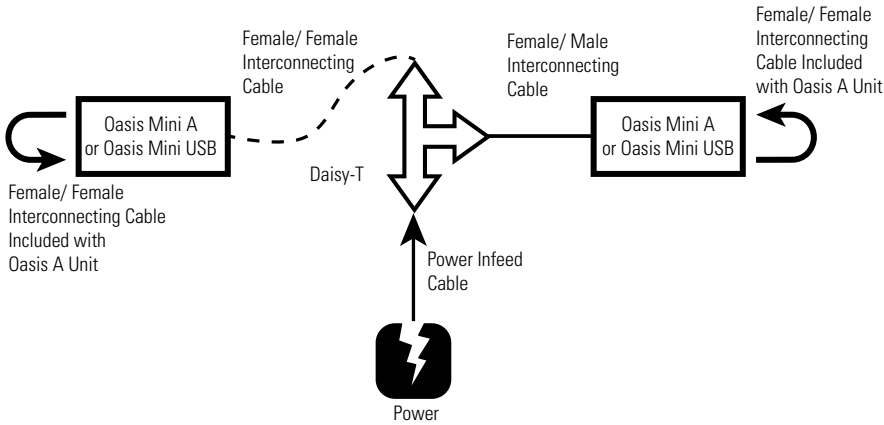 Female/ Female
Interconnecting
Cable
Female/ Male
Interconnecting
Cable
Female/ Female
Interconnecting
Cable Included
with Oasis A Unit
Oasis Mini A
or Oasis Mini USB
Oasis Mini A
or Oasis Mini USB
Daisy-T
Female/ Female
Interconnecting Cable
Included with
Oasis A Unit
Power Infeed
Cable
Power